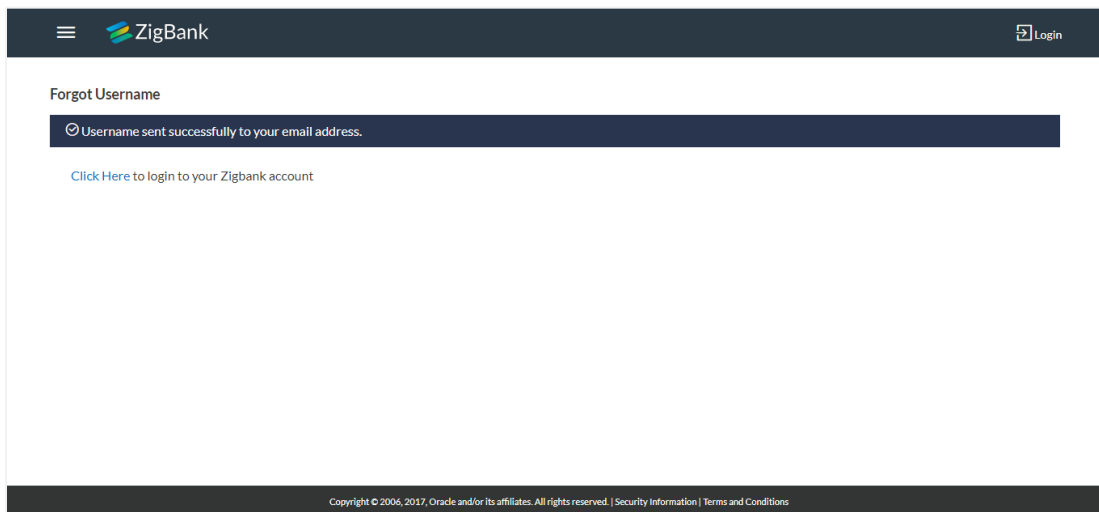 ZigBank
Login
Forgot Username
Username sent successfully to your email address.
Click Here to login to your Zigbank account
Copyright © 2006, 2017, Oracle and/or its affiliates. All rights reserved. | Security Information | Terms and Conditions